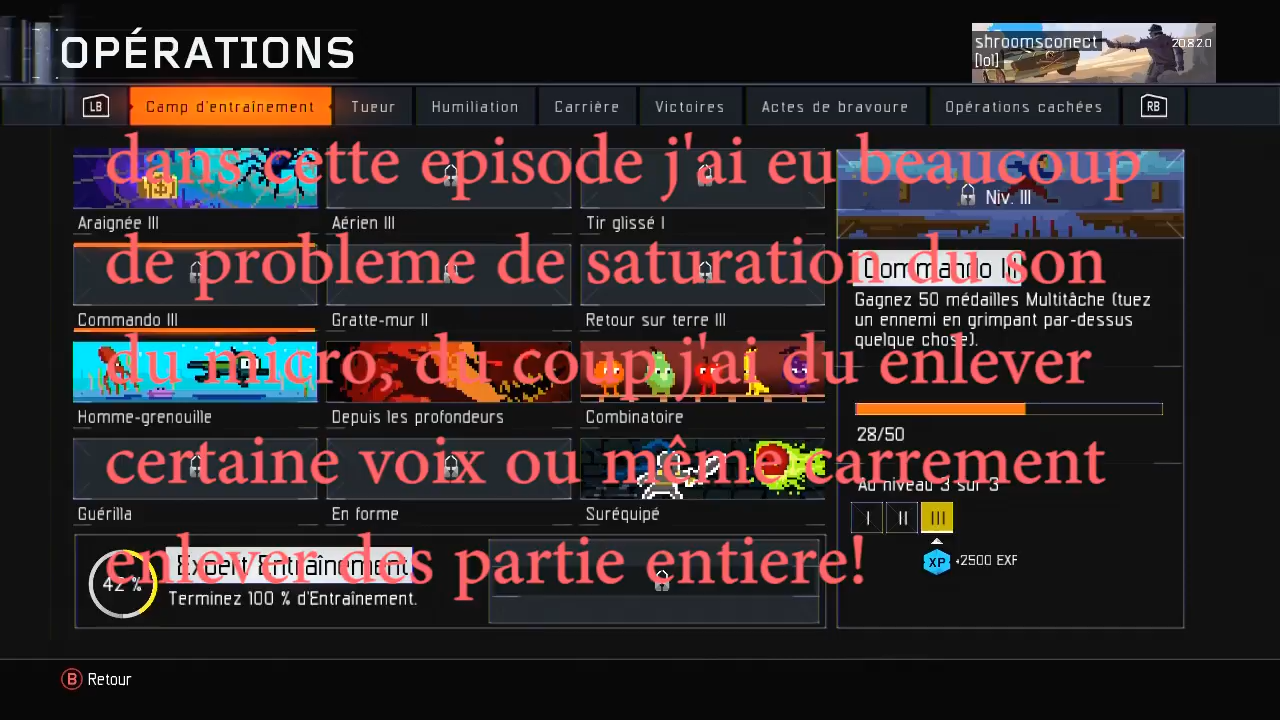 OPÉRATIONS
shroomsconect
[lol]
20.8.2.0
LB Camp d'entraînement Tueur Humiliation Carrière Victoires Actes de bravoure Opérations cachées RB
dans cette episode j'ai eu beaucoup
de probleme de saturation du son
du micro, du coup j'ai du enlever
certaine voix ou même carrement
enlever des partie entiere!
Araignée III Aérien III Tir glissé I
Commando III Gratte-mur II Retour sur terre III
Homme-grenouille Depuis les profondeurs Combinatoire
Guérilla En forme Suréquipé
42 %
Expert Entraînement
Terminez 100 % d'Entraînement.
Niv. III
Commando III
Gagnez 50 médailles Multitâche (tuez
un ennemi en grimpant par-dessus
quelque chose).
28/50
Au niveau 3 sur 3
I II III
XP +2500 EXP
B Retour